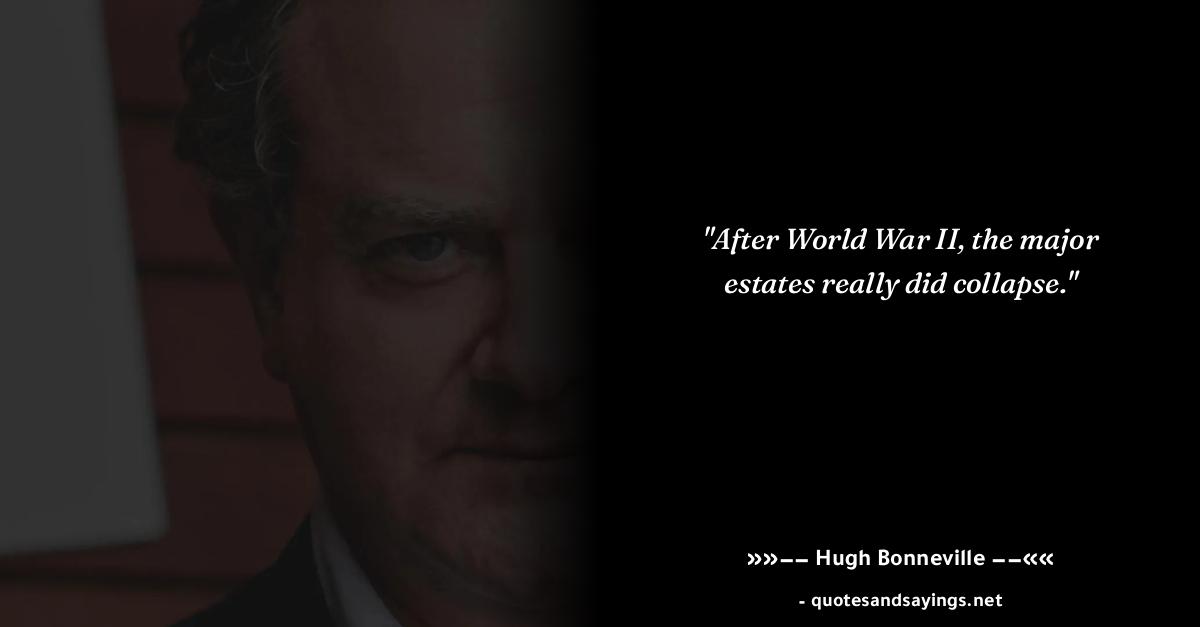 "After World War II, the major
estates really did collapse."
»»–– Hugh Bonneville ––««
- quotesandsayings.net